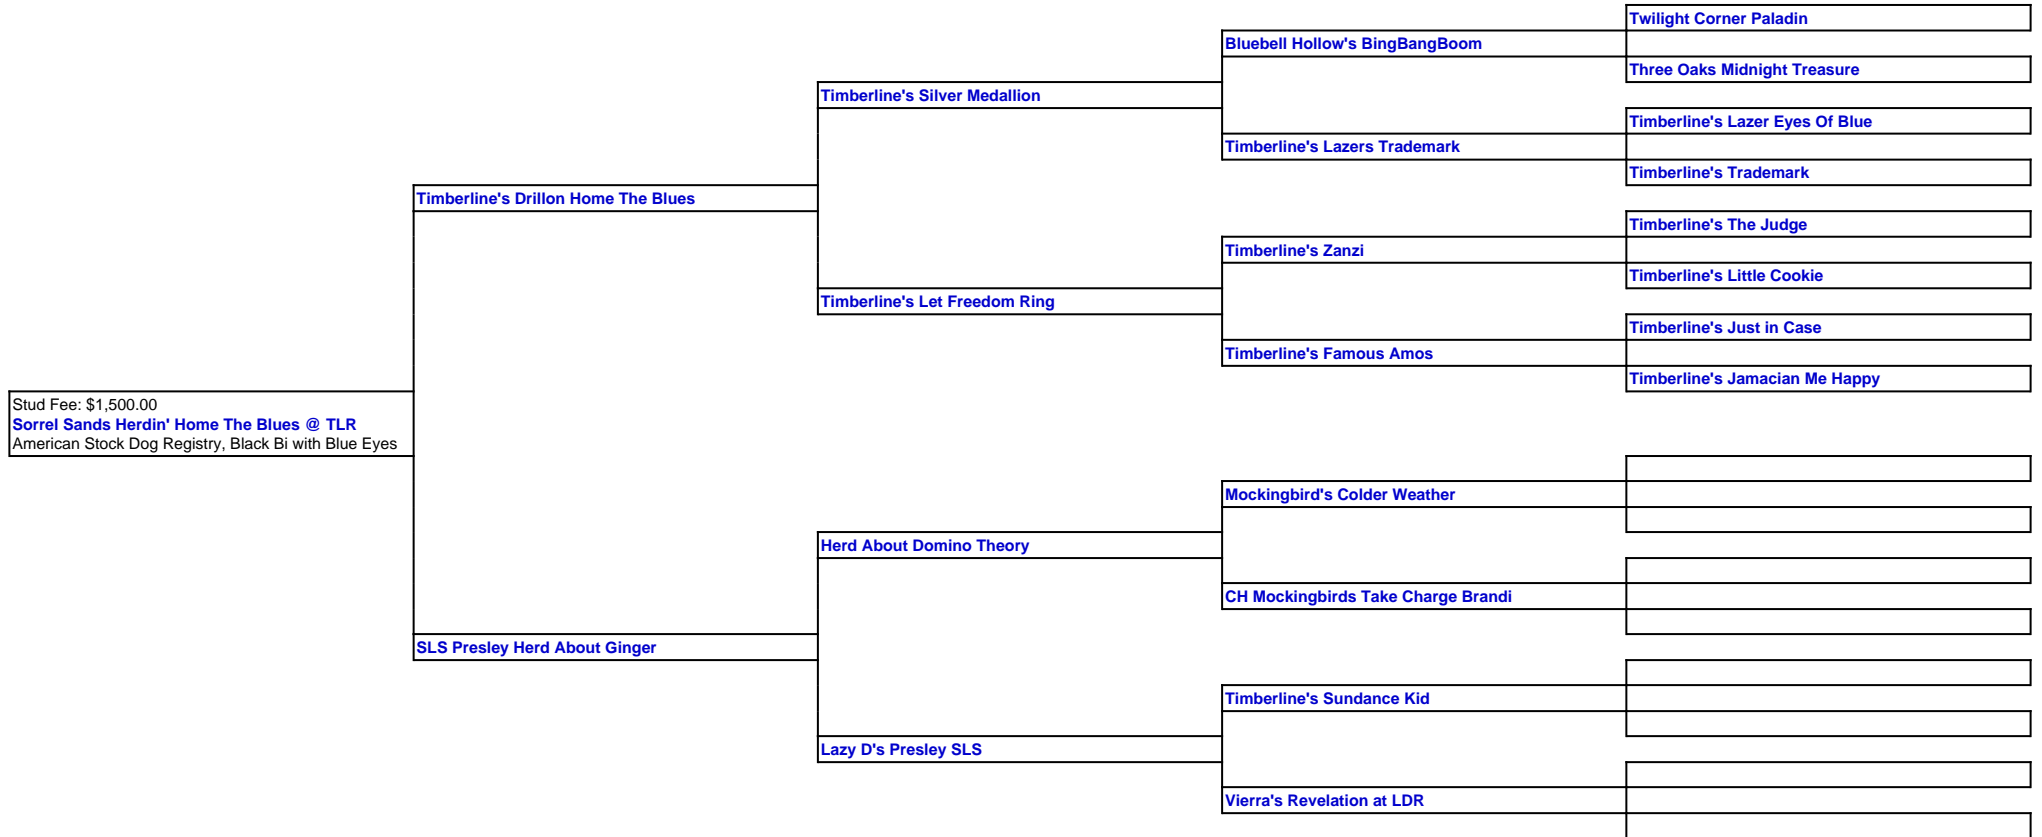 Twilight Corner Paladin
Bluebell Hollow's BingBangBoom
Three Oaks Midnight Treasure
Timberline's Silver Medallion
Timberline's Lazer Eyes Of Blue
Timberline's Lazers Trademark
Timberline's Trademark
Timberline's Drillon Home The Blues
Timberline's The Judge
Timberline's Zanzi
Timberline's Little Cookie
Timberline's Let Freedom Ring
Timberline's Just in Case
Timberline's Famous Amos
Timberline's Jamacian Me Happy
Stud Fee: $1,500.00
Sorrel Sands Herdin' Home The Blues @ TLR
American Stock Dog Registry, Black Bi with Blue Eyes
Mockingbird's Colder Weather
Herd About Domino Theory
CH Mockingbirds Take Charge Brandi
SLS Presley Herd About Ginger
Timberline's Sundance Kid
Lazy D's Presley SLS
Vierra's Revelation at LDR